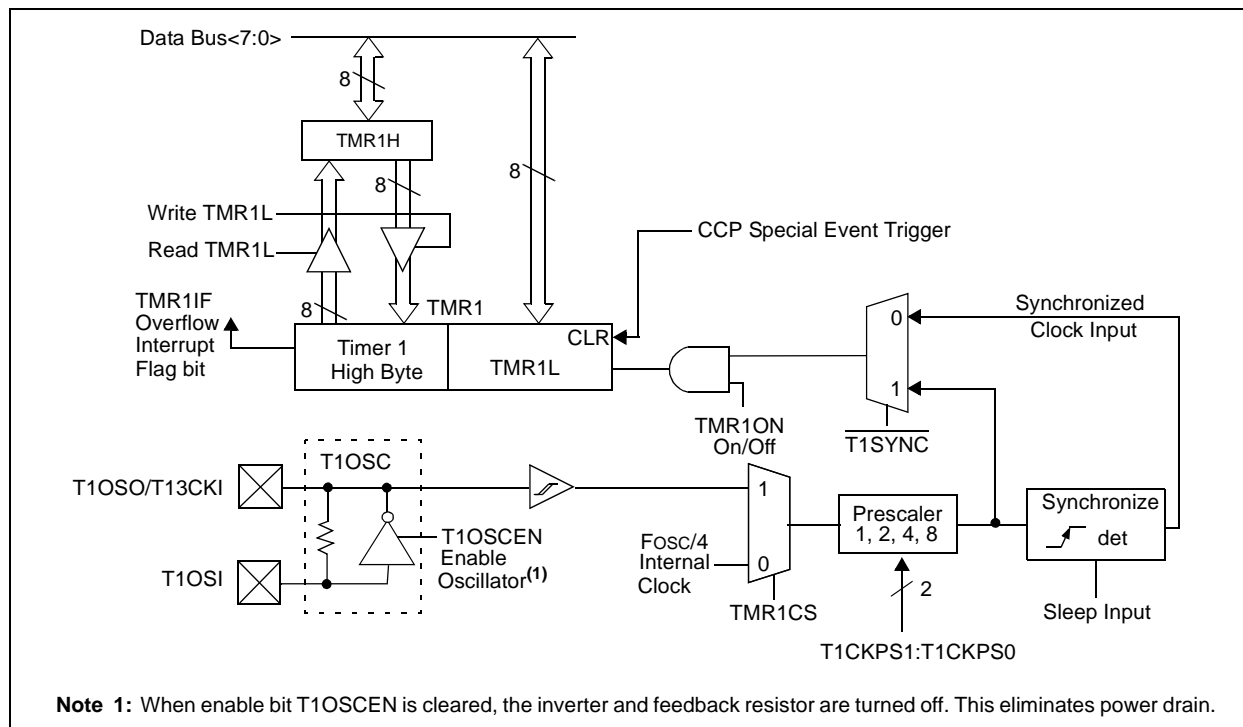 Data Bus<7:0>
8
TMR1H
8
8
Write TMR1L
Read TMR1L
CCP Special Event Trigger
8
TMR1IF
Overflow
Interrupt
Flag bit
TMR1
Timer 1
High Byte
TMR1L
CLR
0
1
Synchronized
Clock Input
TMR1ON
On/Off
T1SYNC
T1OSC
T1OSO/T13CKI
T1OSI
T1OSCEN
Enable
Oscillator(1)
FOSC/4
Internal
Clock
1
0
TMR1CS
Prescaler
1, 2, 4, 8
2
T1CKPS1:T1CKPS0
Synchronize
det
Sleep Input
Note 1: When enable bit T1OSCEN is cleared, the inverter and feedback resistor are turned off. This eliminates power drain.